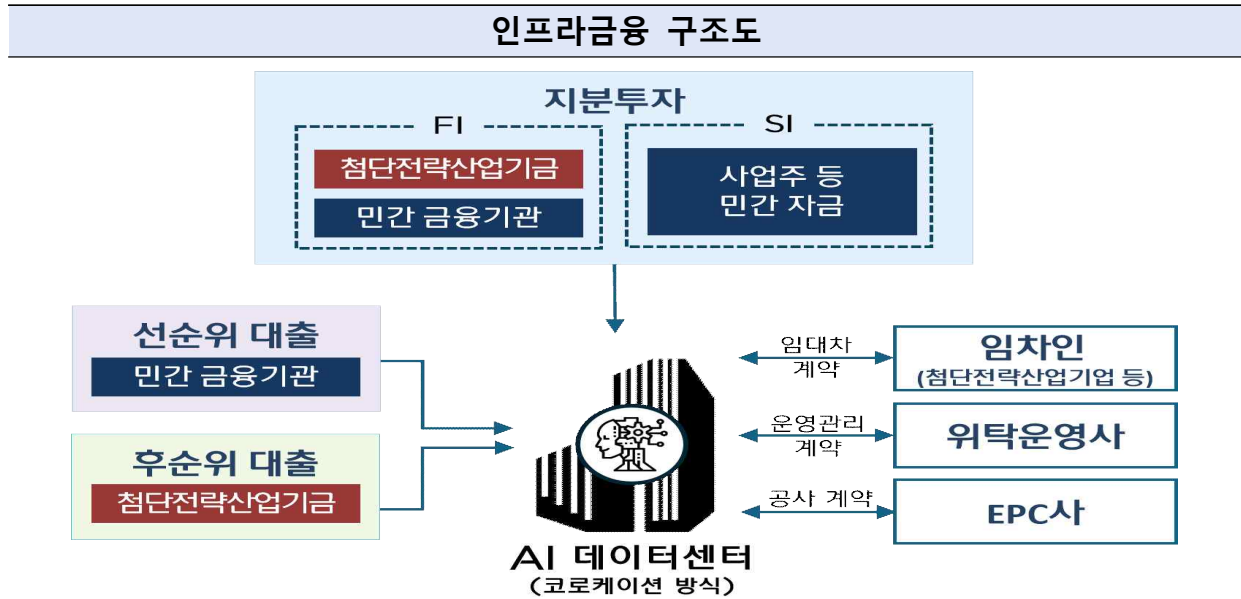 인프라금융 구조도
지분투자
FI
첨단전략산업기금
민간 금융기관
SI
사업주 등
민간 자금
선순위 대출
민간 금융기관
후순위 대출
첨단전략산업기금
AI 데이터센터
(코로케이션 방식)
임대차
계약
임차인
(첨단전략산업기업 등)
운영관리
계약
위탁운영사
공사 계약
EPC사